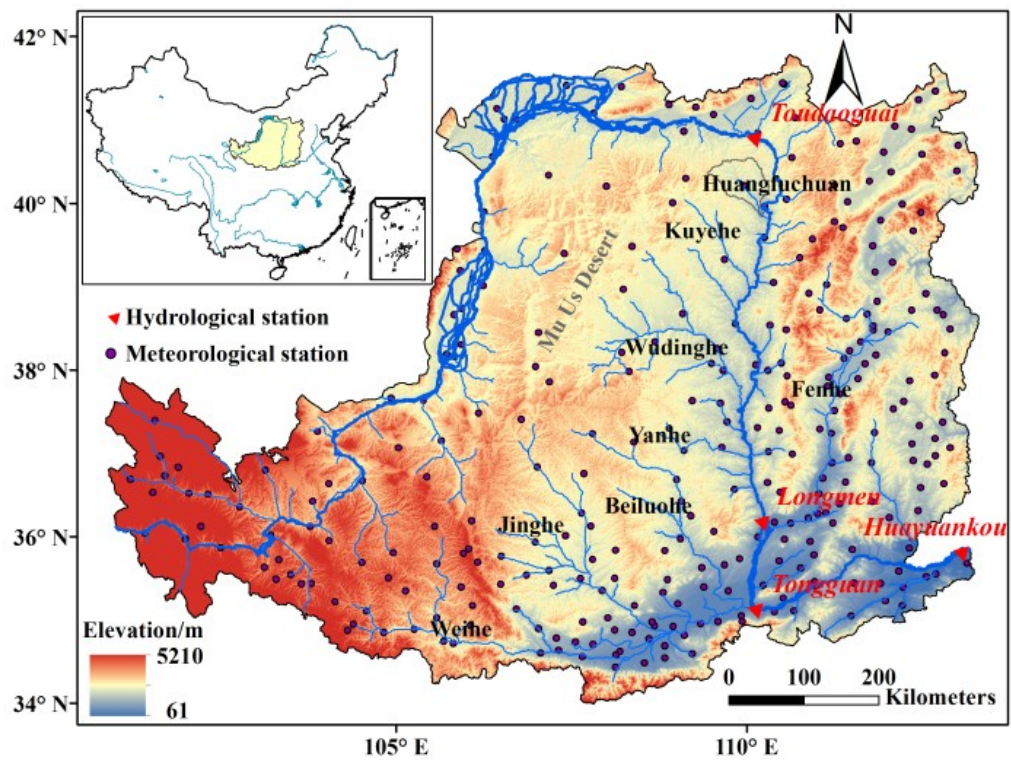 42° N
N
Toudaoguai
Huangfuchuan
40° N
Kuyehe
Mu Us Desert
Hydrological station
Meteorological station
Wudinghe
38° N
Fenhe
Yanhe
Longmen
Beiluohe
Jinghe
Huayuankou
36° N
Tongguan
Weihe
Elevation/m
5210
61
0 100 200
Kilometers
34° N
105° E
110° E